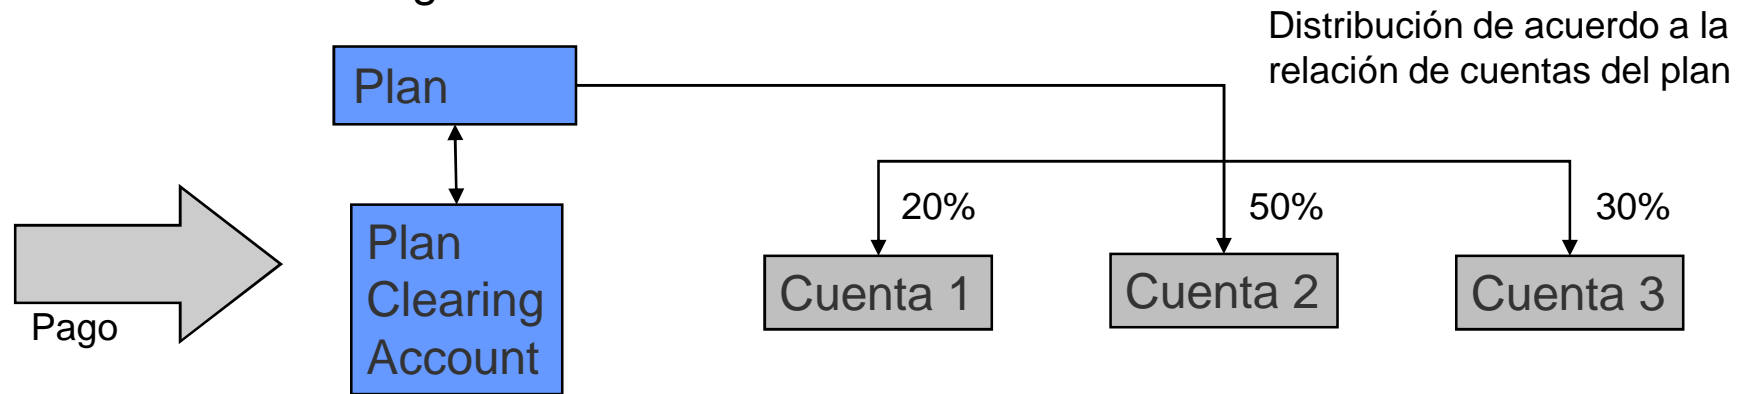 Distribución de acuerdo a la
relación de cuentas del plan
Plan
20%
50%
30%
Plan
Clearing
Account
Cuenta 1
Cuenta 2
Cuenta 3
Pago